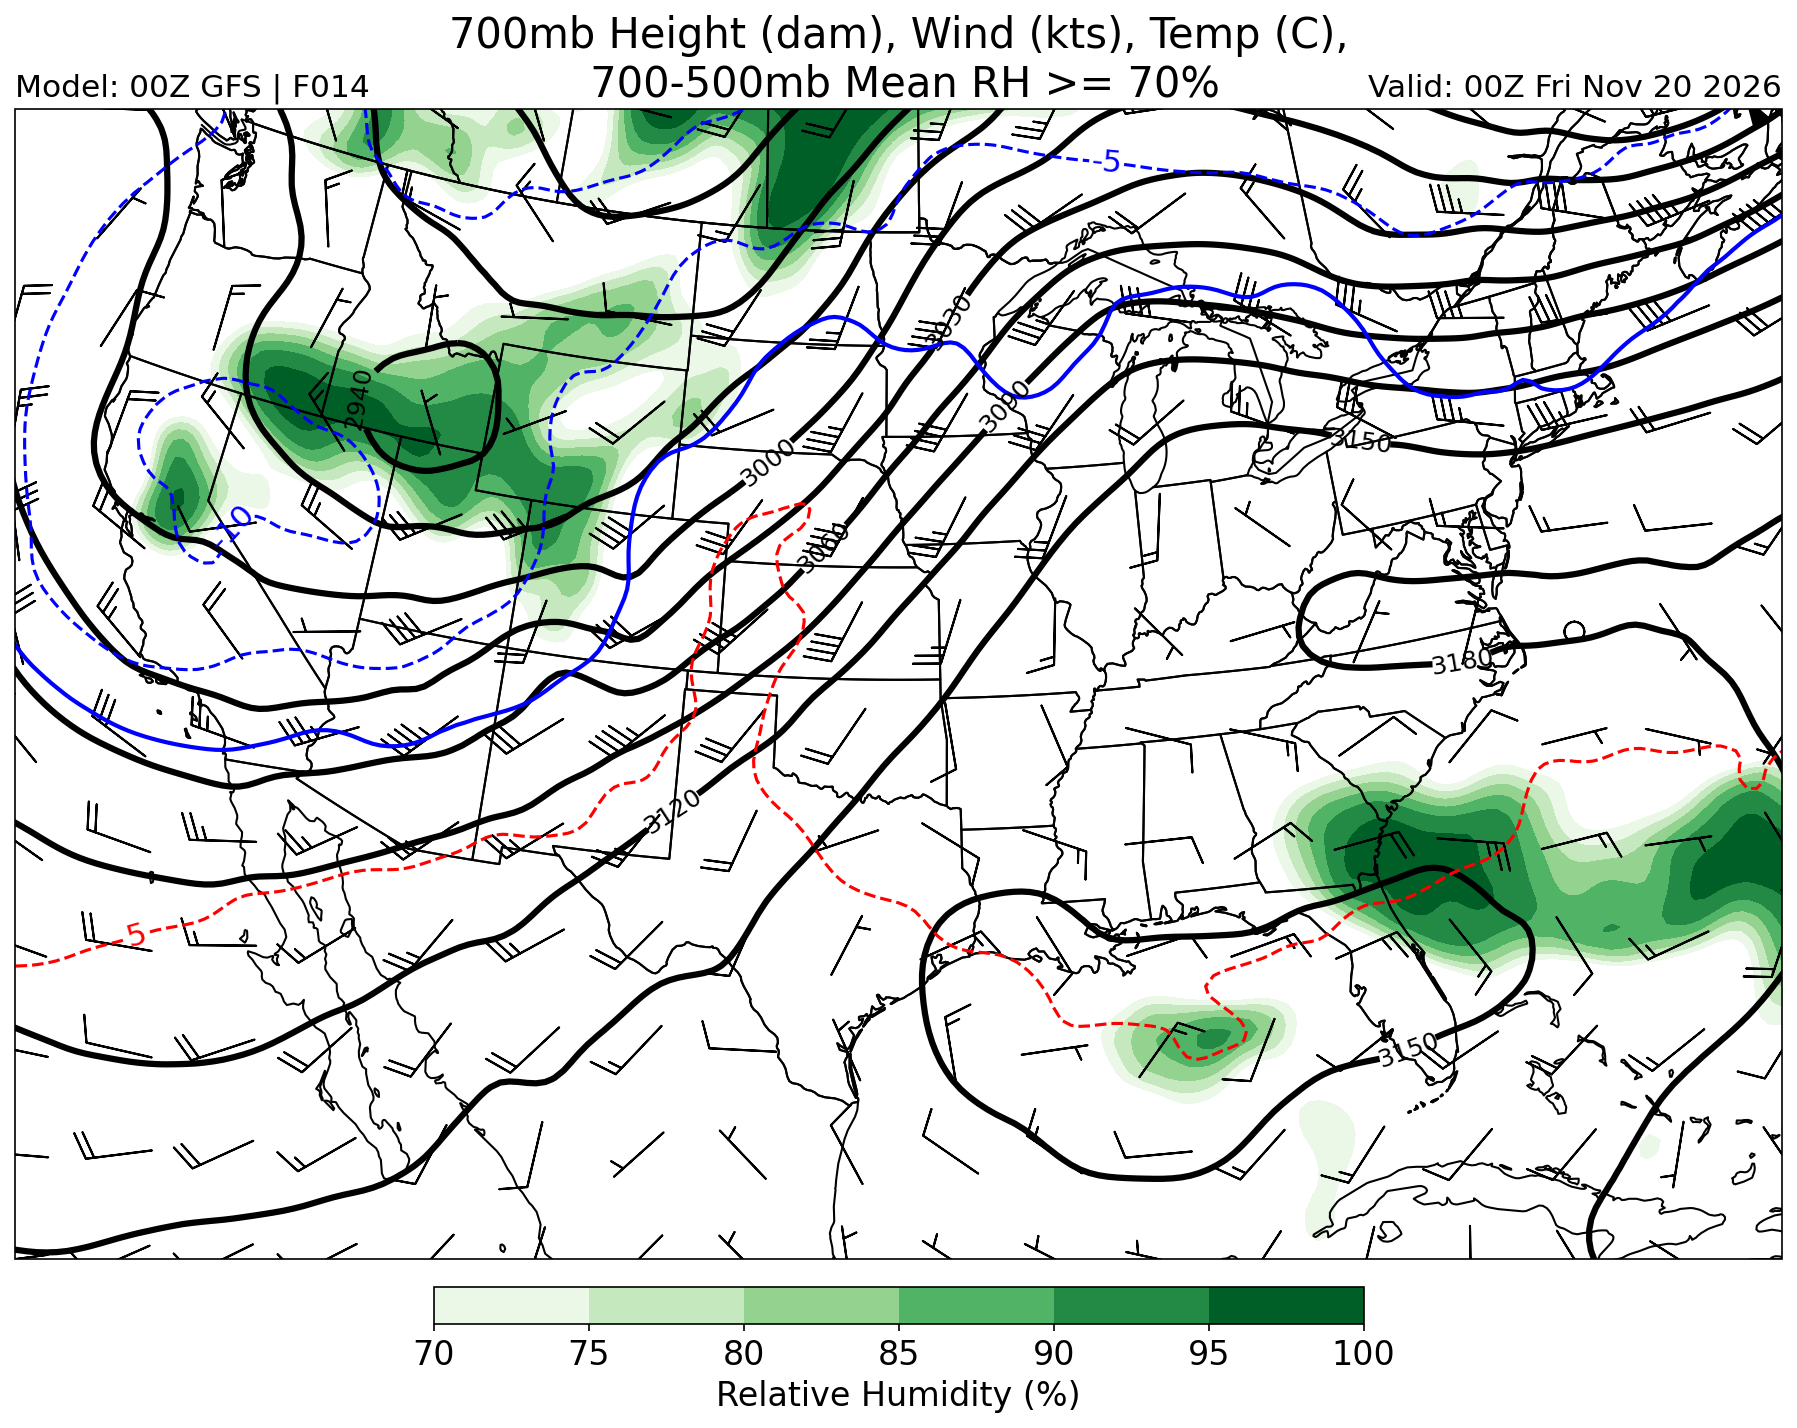 700mb Height (dam), Wind (kts), Temp (C),
700-500mb Mean RH >= 70%
Model: 00Z GFS | F014
Valid: 00Z Fri Nov 20 2026
-5
3030
2940
3090
3000
3150
-10
3060
3180
3120
5
3150
70 75 80 85 90 95 100
Relative Humidity (%)